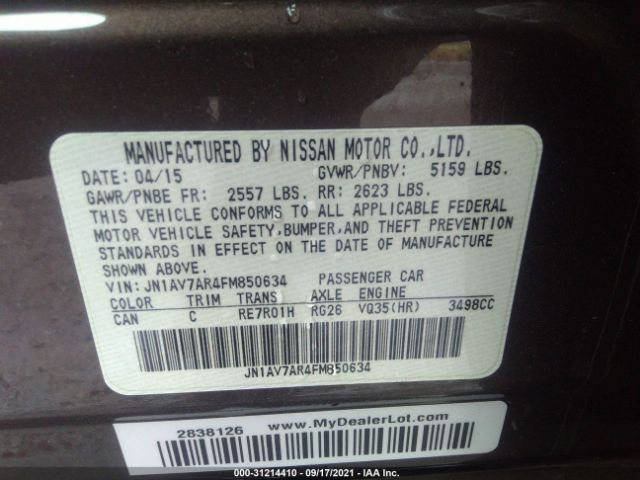 MANUFACTURED BY NISSAN MOTOR CO.,LTD.
DATE: 04/15 GVWR/PNBV: 5159 LBS.
GAWR/PNBE FR: 2557 LBS. RR: 2623 LBS.
THIS VEHICLE CONFORMS TO ALL APPLICABLE FEDERAL
MOTOR VEHICLE SAFETY,BUMPER,AND THEFT PREVENTION
STANDARDS IN EFFECT ON THE DATE OF MANUFACTURE
SHOWN ABOVE.
VIN: JN1AV7AR4FM850634 PASSENGER CAR
COLOR TRIM TRANS AXLE ENGINE
CAN C RE7R01H RG26 VQ35(HR) 3498CC
JN1AV7AR4FM850634
2838126 www.MyDealerLot.com
000-31214410 - 09/17/2021 - IAA Inc.